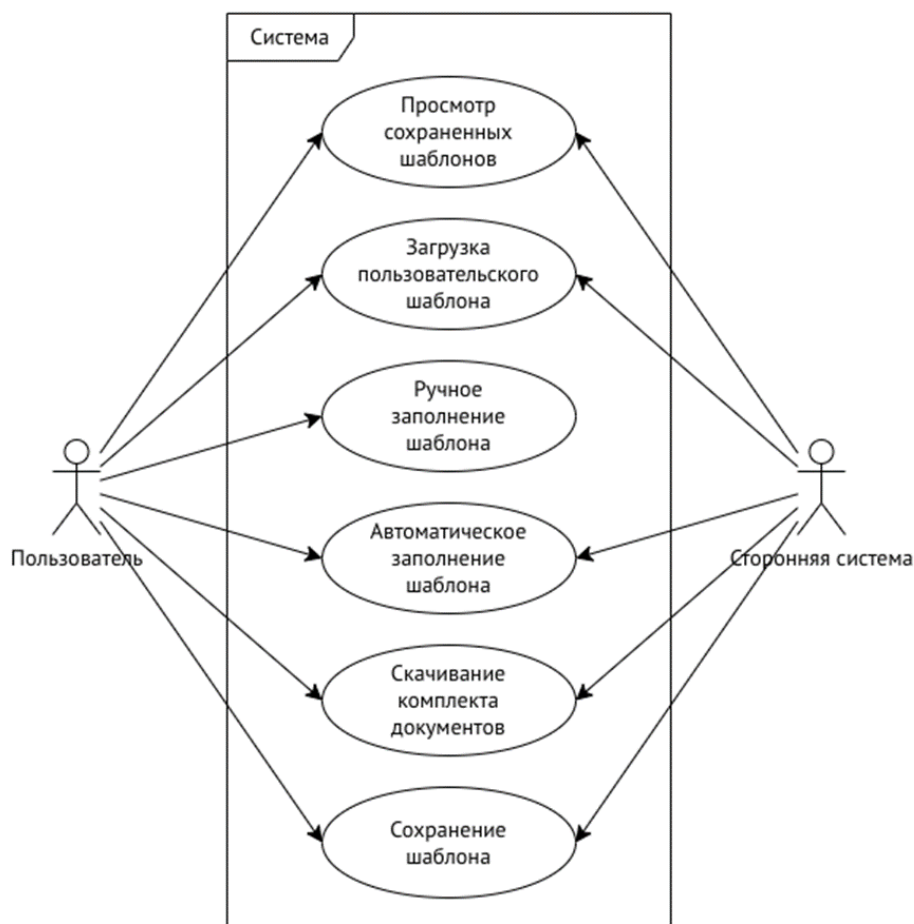 Система
Просмотр
сохраненных
шаблонов
Загрузка
пользовательского
шаблона
Ручное
заполнение
шаблона
Автоматическое
заполнение
шаблона
Пользователь
Сторонняя система
Скачивание
комплекта
документов
Сохранение
шаблона